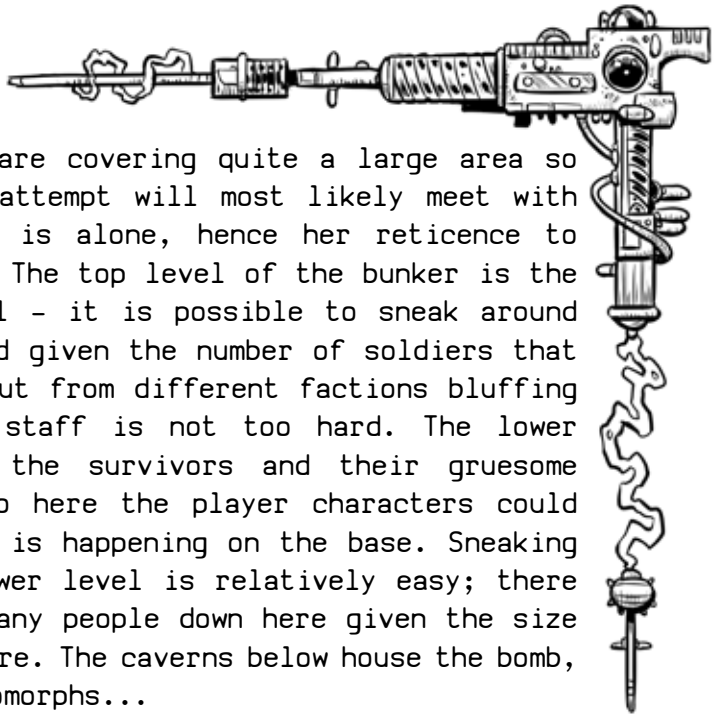 are covering quite a large area so
attempt will most likely meet with
is alone, hence her reticence to
The top level of the bunker is the
l – it is possible to sneak around
d given the number of soldiers that
ut from different factions bluffing
staff is not too hard. The lower
the survivors and their gruesome
o here the player characters could
is happening on the base. Sneaking
wer level is relatively easy; there
any people down here given the size
re. The caverns below house the bomb,
omorphs...